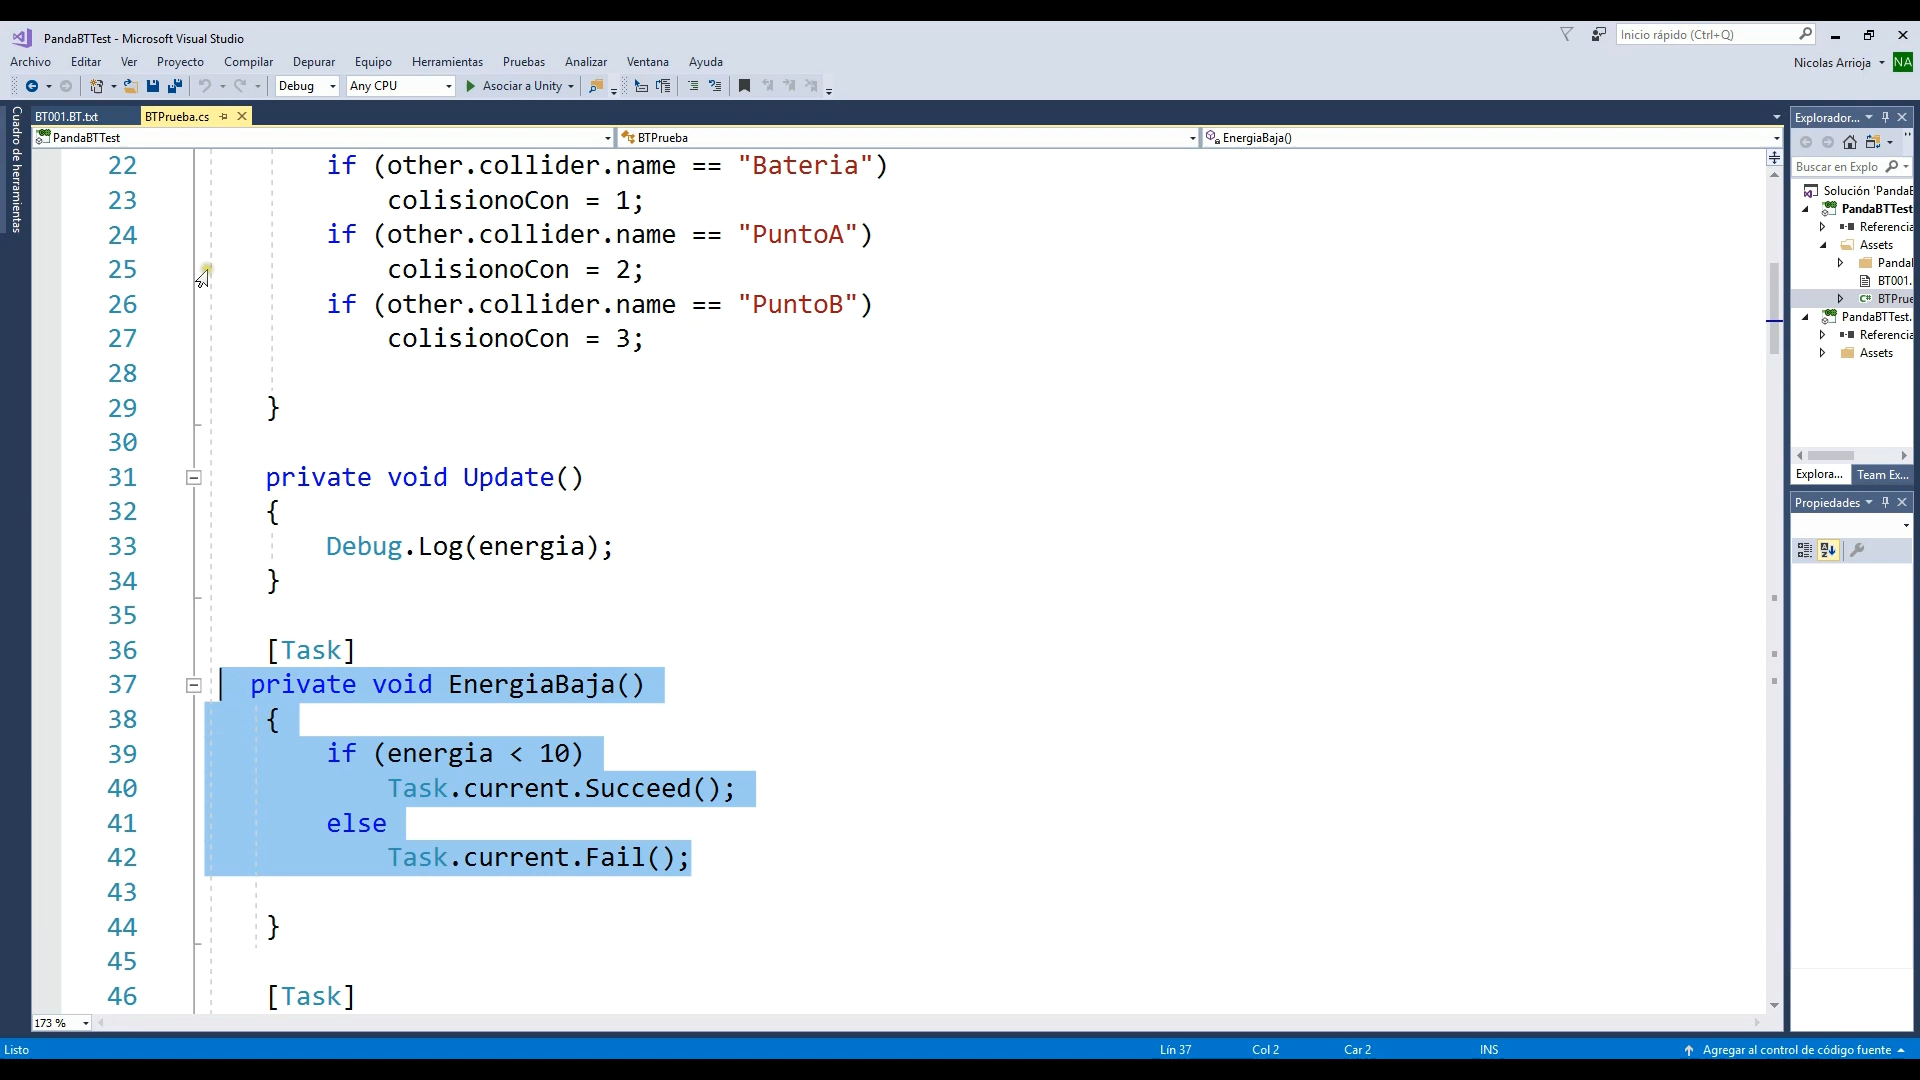 PandaBTTest - Microsoft Visual Studio
Inicio rápido (Ctrl+Q)
Archivo Editar Ver Proyecto Compilar Depurar Equipo Herramientas Pruebas Analizar Ventana Ayuda
Nicolas Arrioja NA
Debug Any CPU Asociar a Unity
Cuadro de herramientas
BT001.BT.txt BTPrueba.cs
PandaBTTest BTPrueba EnergiaBaja()
22 if (other.collider.name == "Bateria")
23 colisionoCon = 1;
24 if (other.collider.name == "PuntoA")
25 colisionoCon = 2;
26 if (other.collider.name == "PuntoB")
27 colisionoCon = 3;
28
29 }
30
31 private void Update()
32 {
33 Debug.Log(energia);
34 }
35
36 [Task]
37 private void EnergiaBaja()
38 {
39 if (energia < 10)
40 Task.current.Succeed();
41 else
42 Task.current.Fail();
43
44 }
45
46 [Task]
173 %
Explorador...
Buscar en Explo
Solución 'PandaB
PandaBTTest
Referencia
Assets
Panda
BT001.
BTPrue
PandaBTTest.
Referencia
Assets
Explora... Team Ex...
Propiedades
Listo Lín 37 Col 2 Car 2 INS Agregar al control de código fuente